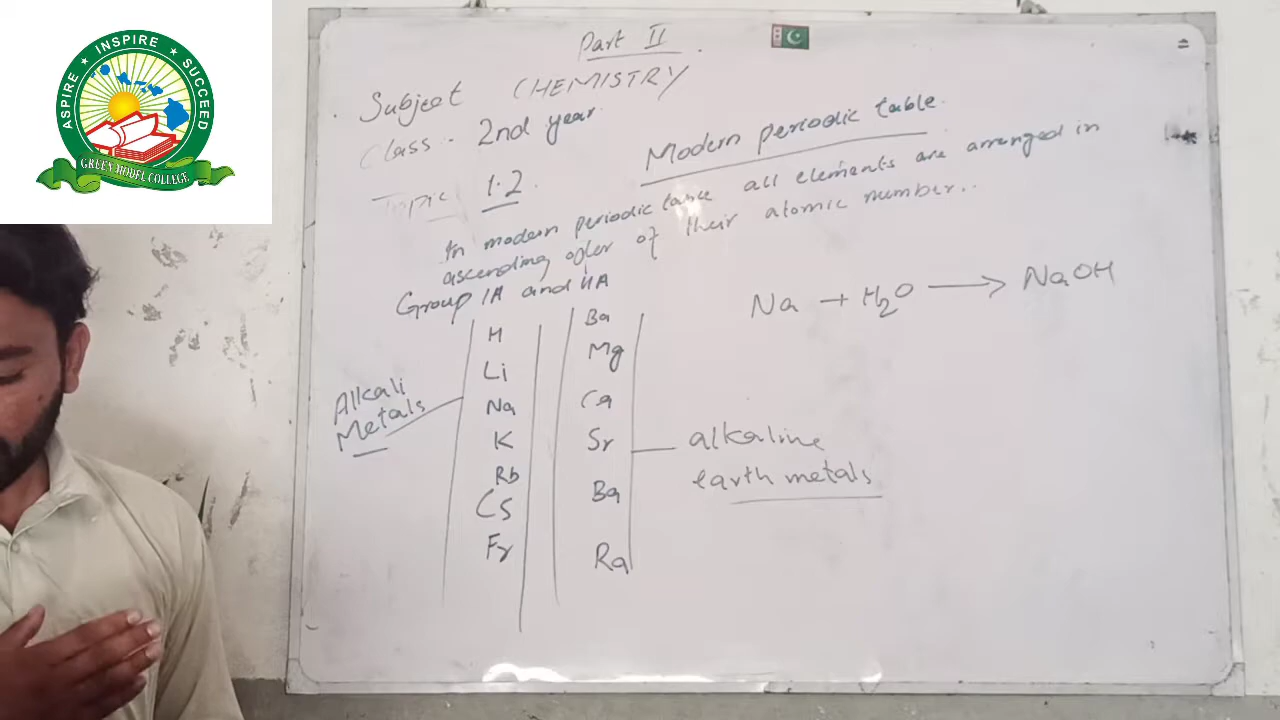 ASPIRE ★ INSPIRE ★ SUCCEED
GREEN MODEL COLLEGE
Part II
Subject CHEMISTRY
Class :- 2nd year
Topic 1.2
Modern periodic table
In modern periodic table all elements are arranged in
ascending of their atomic number..
Group IA and IIA
H
Li
Na
K
Rb
Cs
Fr
Alkali
Metals
Ba
Mg
Ca
Sr
Ba
Ra
alkaline
earth metals
Na + H2O → NaOH